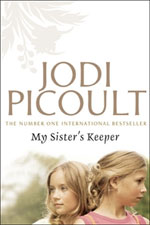 JODI
PICOULT
THE NUMBER ONE INTERNATIONAL BESTSELLER
My Sister's Keeper